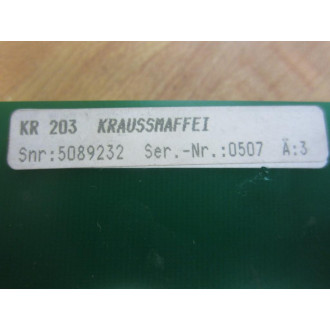 KR 203 KRAUSSMAFFEI
Snr:5089232 Ser.-Nr.:0507 Ä:3